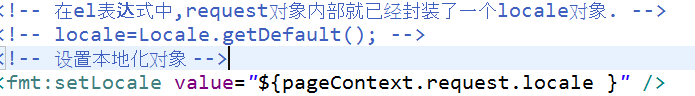 <!-- 在el表达式中,request对象内部就已经封装了一个locale对象. -->
<!-- locale=Locale.getDefault(); -->
<!-- 设置本地化对象 -->
<fmt:setLocale value="${pageContext.request.locale }" />